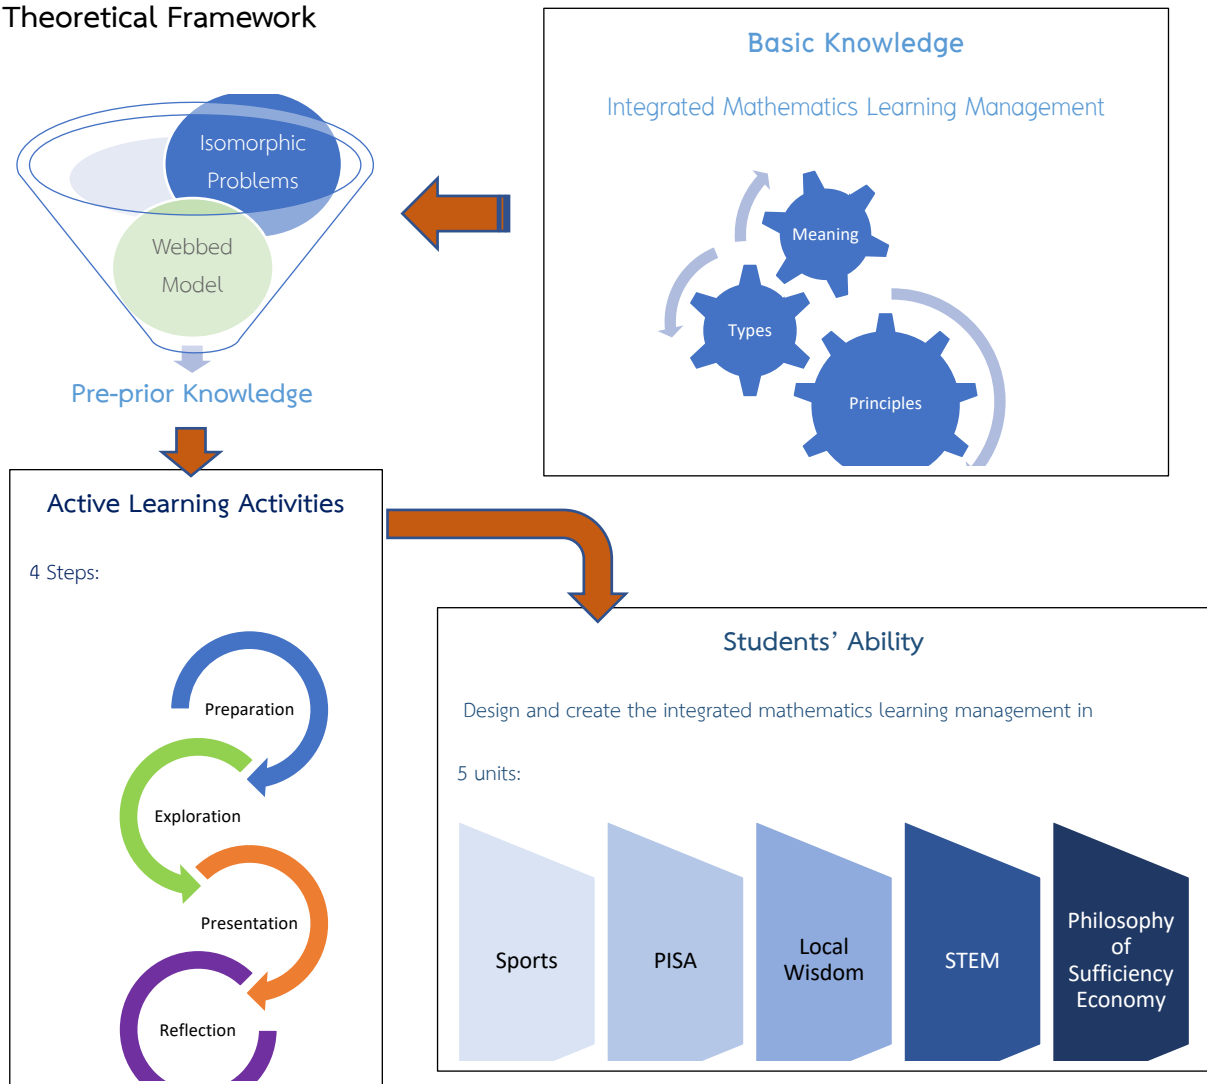 Theoretical Framework
Basic Knowledge
Integrated Mathematics Learning Management
Meaning
Types
Principles
Isomorphic
Problems
Webbed
Model
Pre-prior Knowledge
Active Learning Activities
4 Steps:
Preparation
Exploration
Presentation
Reflection
Students’ Ability
Design and create the integrated mathematics learning management in
5 units:
Sports
PISA
Local
Wisdom
STEM
Philosophy
of
Sufficiency
Economy